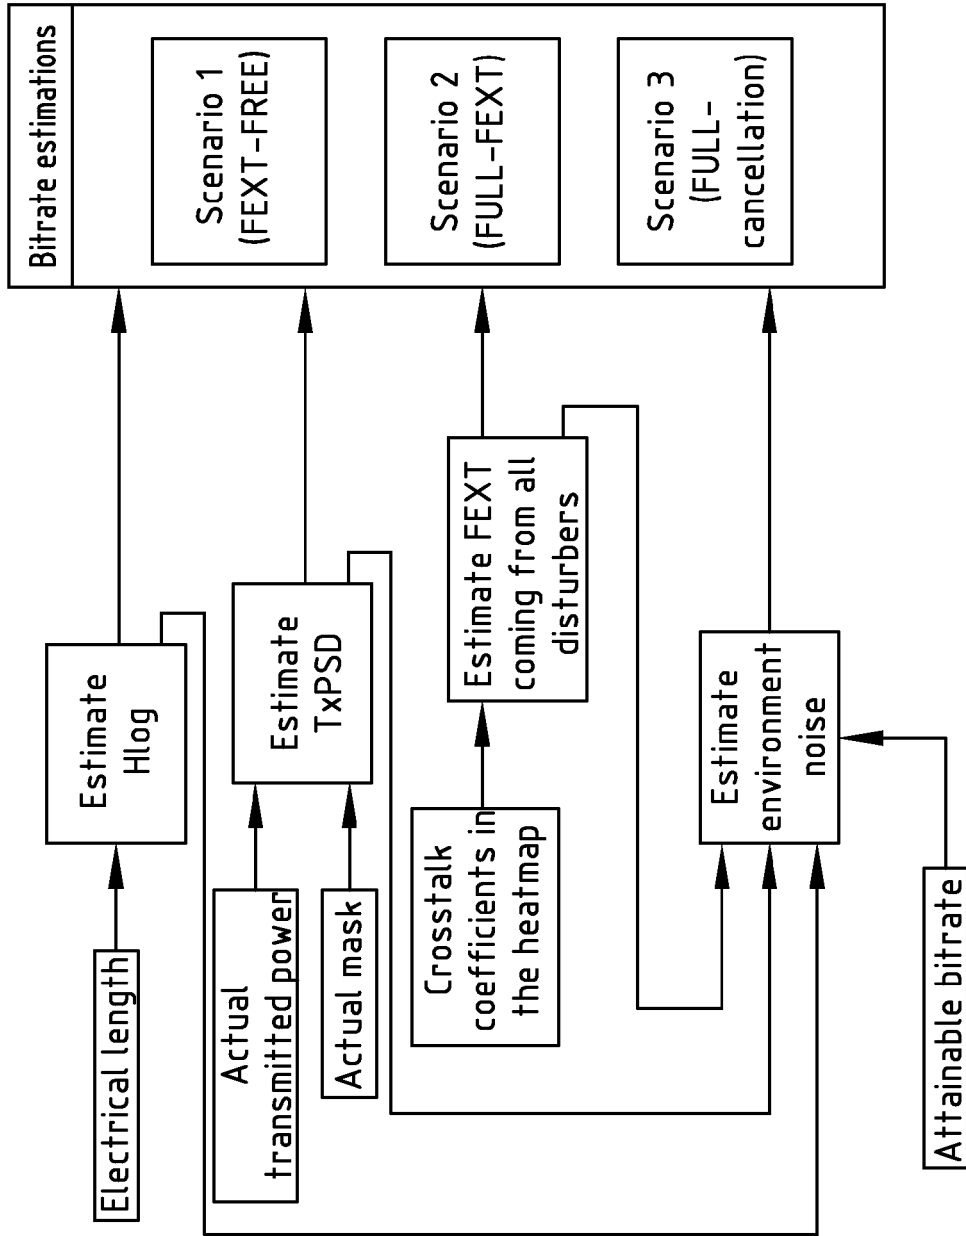 Electrical length
Actual
transmitted power
Actual mask
Crosstalk
coefficients in
the heatmap
Attainable bitrate
Estimate
Hlog
Estimate
TxPSD
Estimate FEXT
coming from all
disturbers
Estimate
environment
noise
Bitrate estimations
Scenario 1
(FEXT-FREE)
Scenario 2
(FULL-FEXT)
Scenario 3
(FULL-
cancellation)